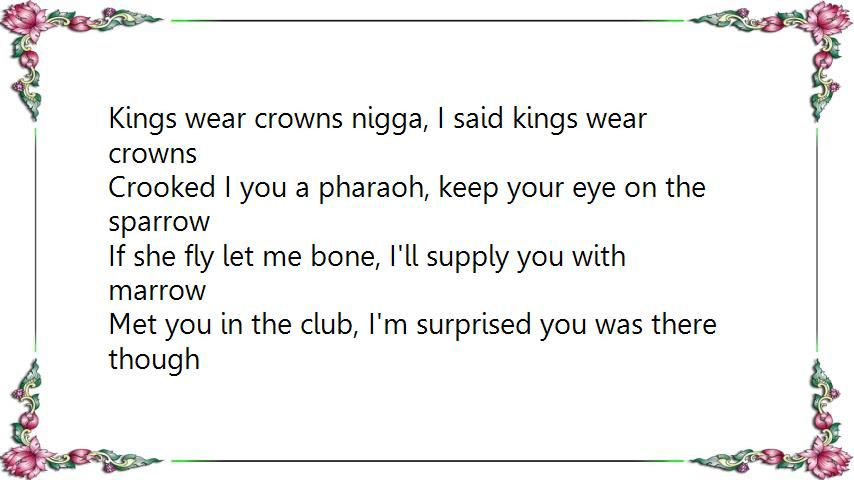 Kings wear crowns nigga, I said kings wear
crowns
Crooked I you a pharaoh, keep your eye on the
sparrow
If she fly let me bone, I'll supply you with
marrow
Met you in the club, I'm surprised you was there
though